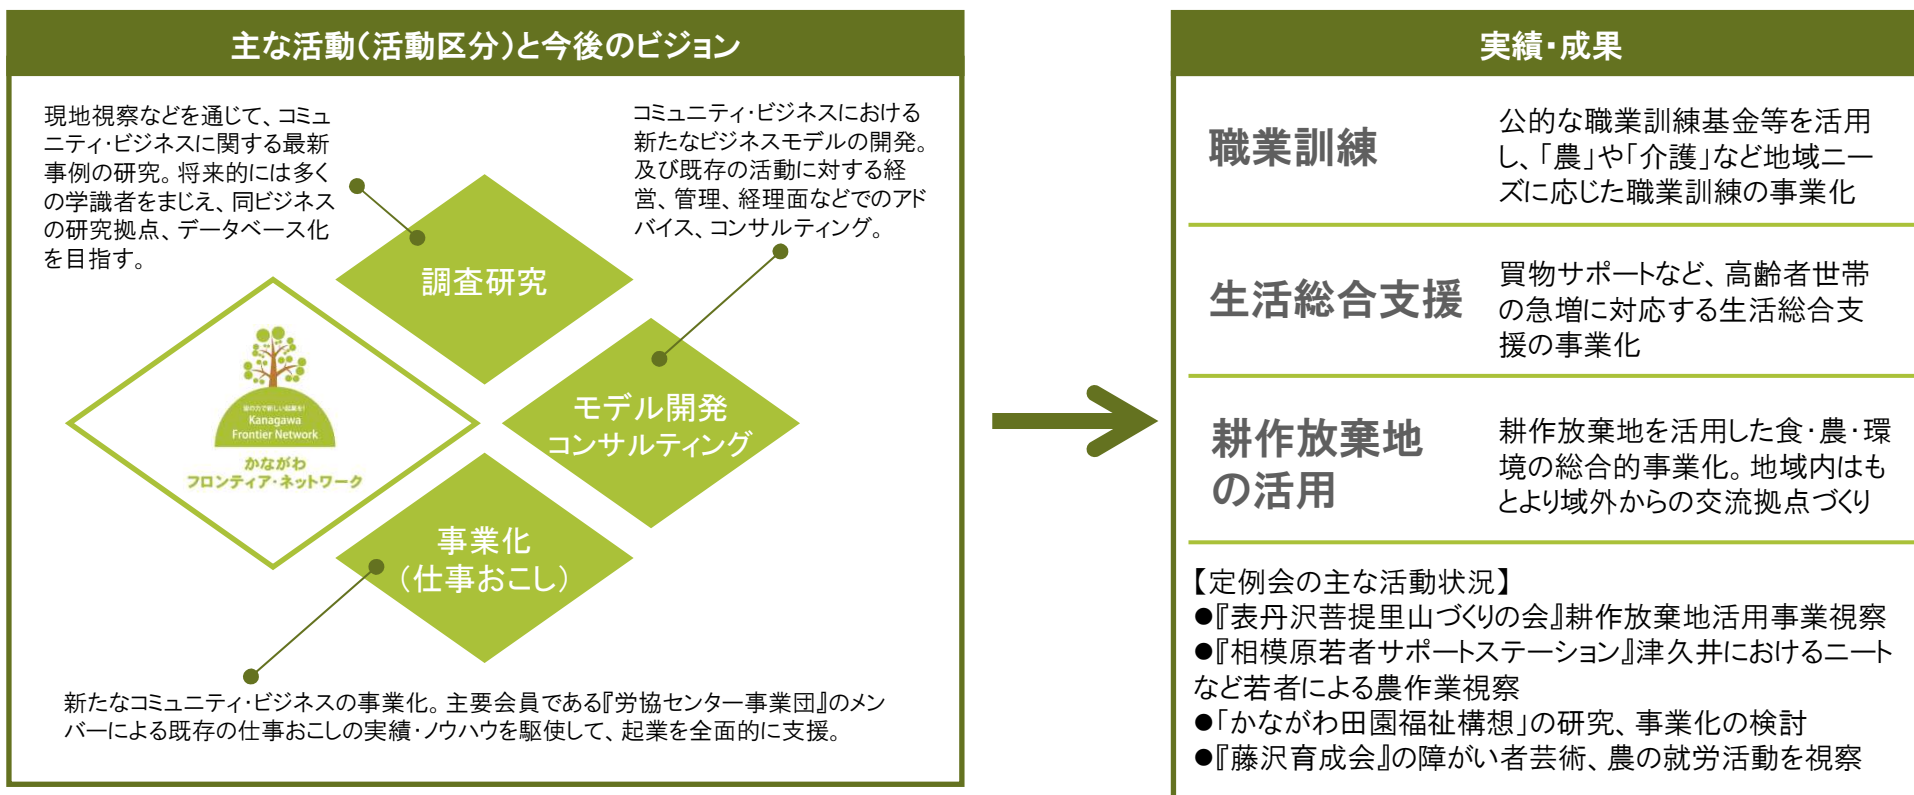 主な活動（活動区分）と今後のビジョン
現地視察などを通じて、コミュ
ニティ・ビジネスに関する最新
事例の研究。将来的には多く
の学識者をまじえ、同ビジネス
の研究拠点、データベース化
を目指す。
コミュニティ・ビジネスにおける
新たなビジネスモデルの開発。
及び既存の活動に対する経
営、管理、経理面などでのアド
バイス、コンサルティング。
調査研究
皆の力で新しい起業を!
Kanagawa
Frontier Network
かながわ
フロンティア・ネットワーク
モデル開発
コンサルティング
事業化
（仕事おこし）
新たなコミュニティ・ビジネスの事業化。主要会員である『労協センター事業団』のメン
バーによる既存の仕事おこしの実績・ノウハウを駆使して、起業を全面的に支援。
実績・成果
職業訓練
公的な職業訓練基金等を活用
し、「農」や「介護」など地域ニー
ズに応じた職業訓練の事業化
生活総合支援
買物サポートなど、高齢者世帯
の急増に対応する生活総合支
援の事業化
耕作放棄地
の活用
耕作放棄地を活用した食・農・環
境の総合的事業化。地域内はも
とより域外からの交流拠点づくり
【定例会の主な活動状況】
●『表丹沢菩提里山づくりの会』耕作放棄地活用事業視察
●『相模原若者サポートステーション』津久井におけるニート
など若者による農作業視察
●「かながわ田園福祉構想」の研究、事業化の検討
●『藤沢育成会』の障がい者芸術、農の就労活動を視察